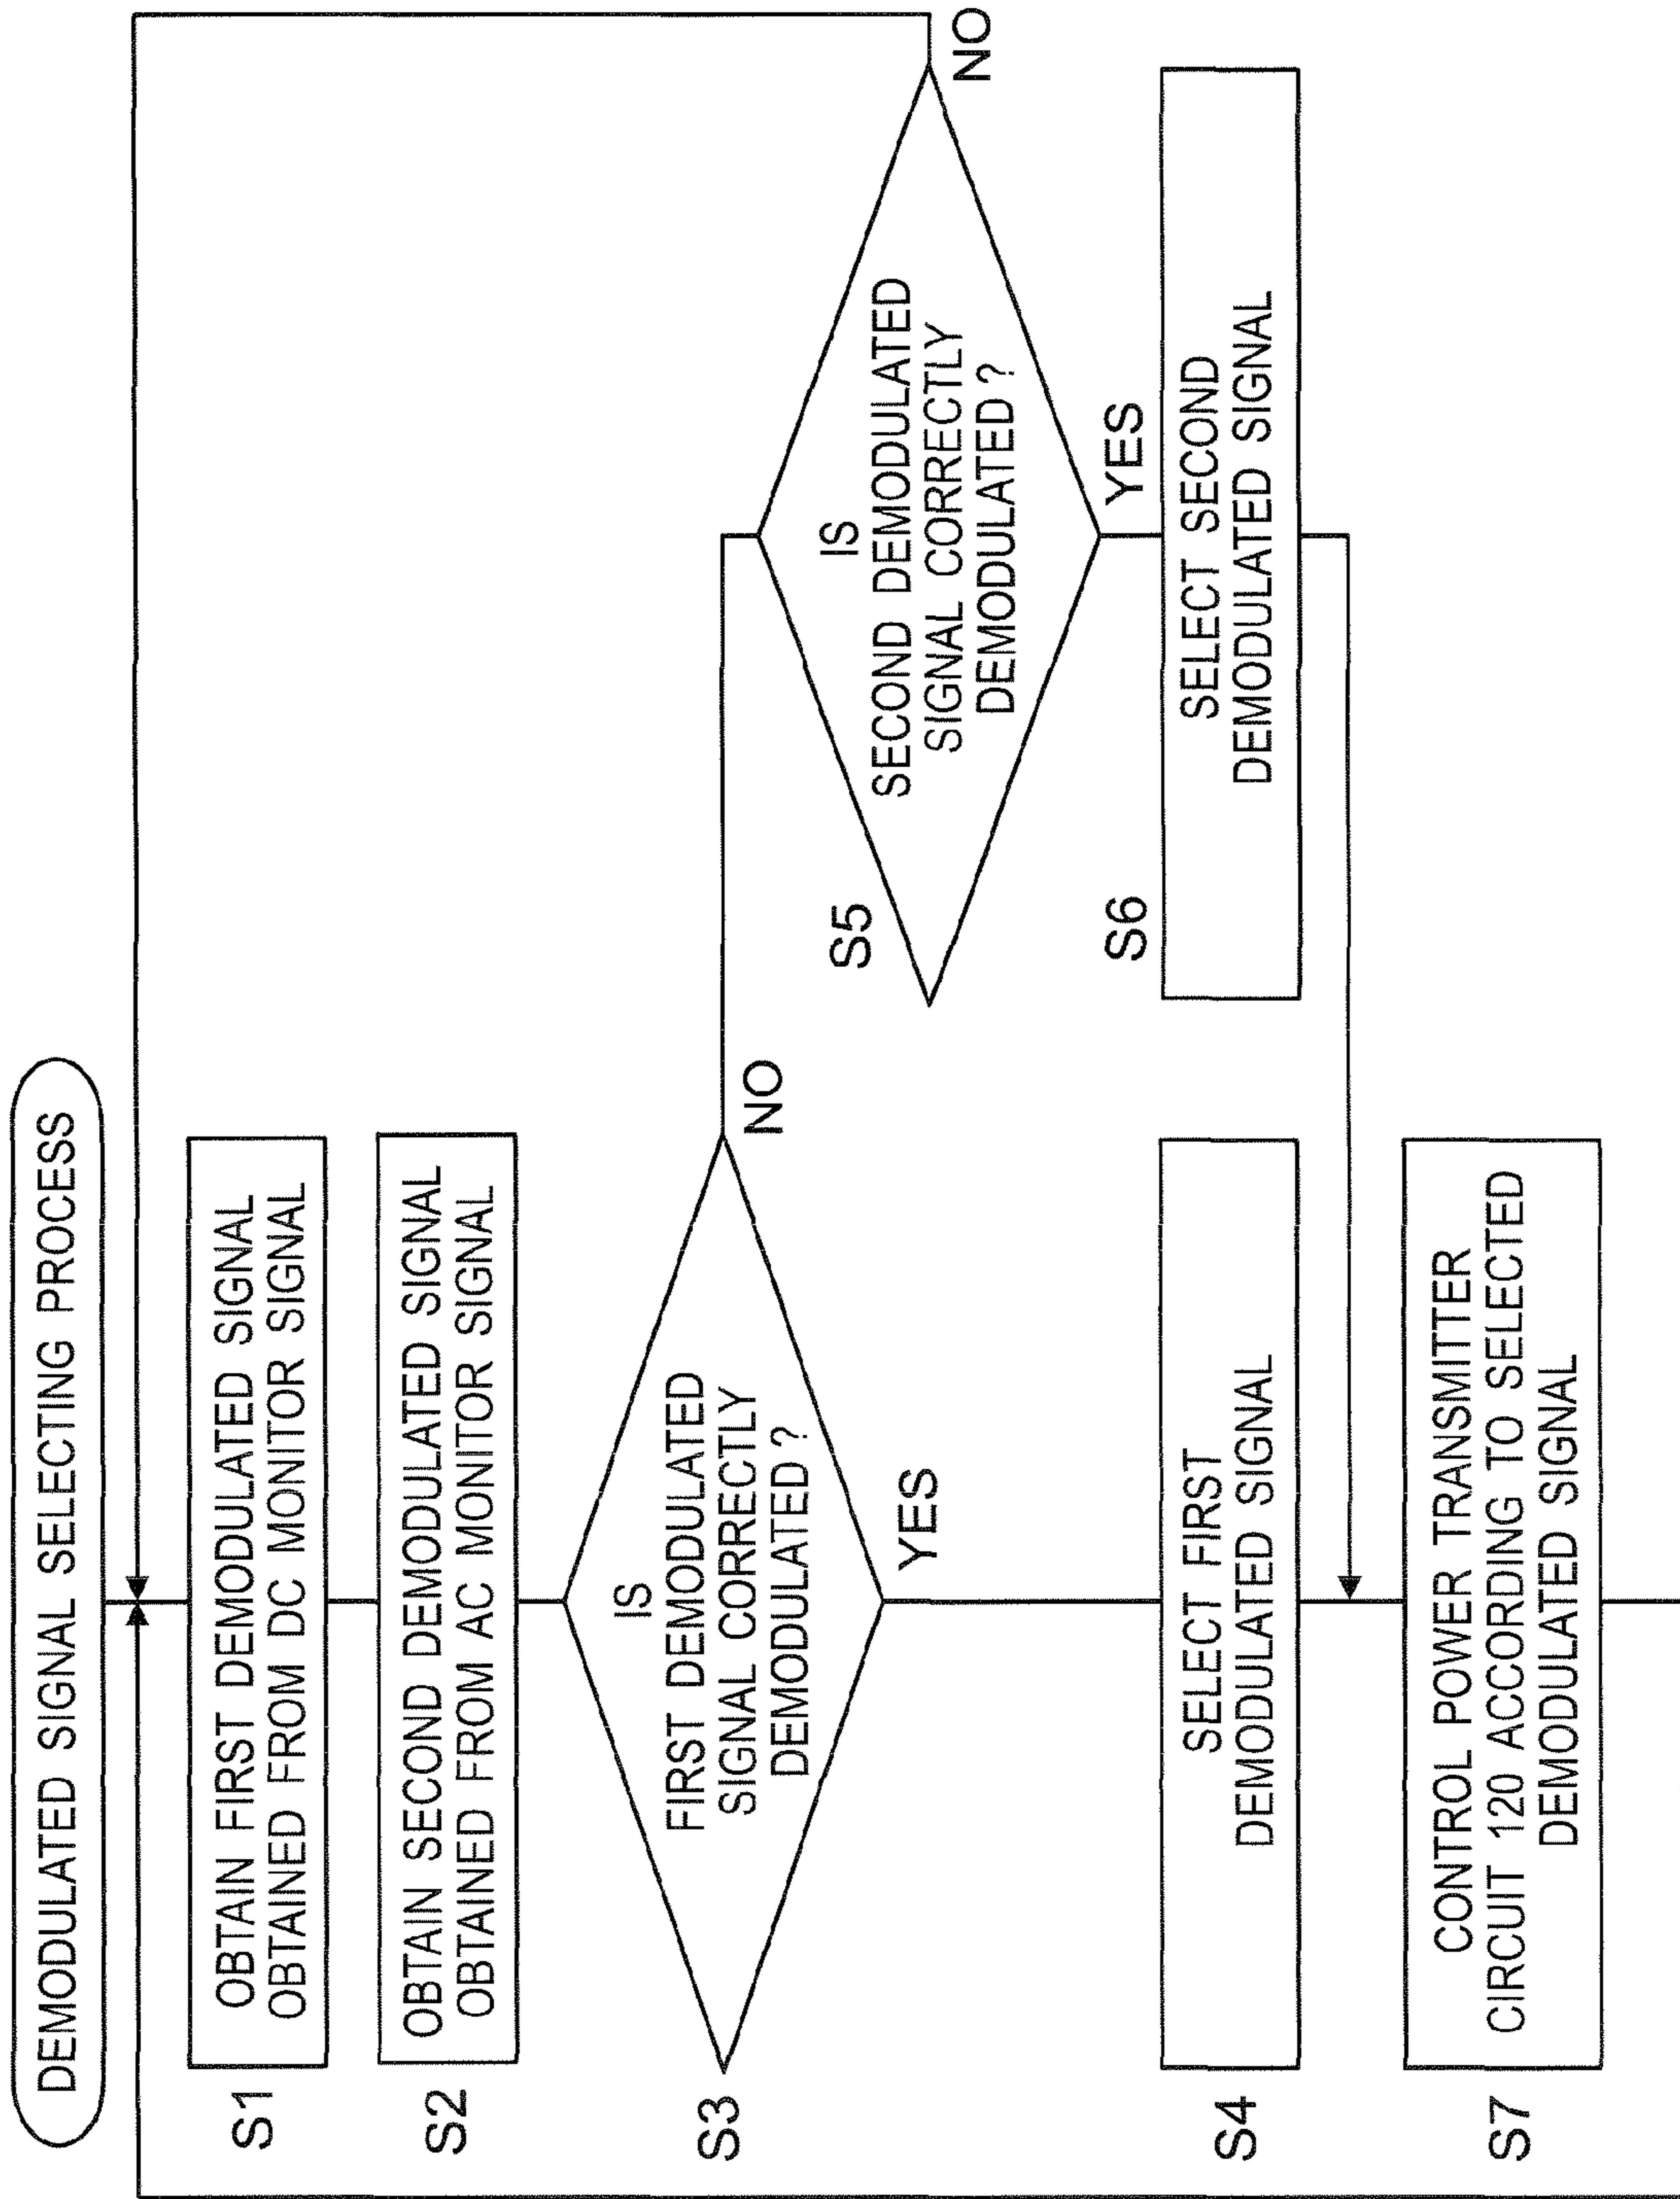 DEMODULATED SIGNAL SELECTING PROCESS
S1
OBTAIN FIRST DEMODULATED SIGNAL
OBTAINED FROM DC MONITOR SIGNAL
S2
OBTAIN SECOND DEMODULATED SIGNAL
OBTAINED FROM AC MONITOR SIGNAL
S3
IS
FIRST DEMODULATED
SIGNAL CORRECTLY
DEMODULATED ?
NO
YES
S5
IS
SECOND DEMODULATED
SIGNAL CORRECTLY
DEMODULATED ?
NO
YES
S4
SELECT FIRST
DEMODULATED SIGNAL
S6
SELECT SECOND
DEMODULATED SIGNAL
S7
CONTROL POWER TRANSMITTER
CIRCUIT 120 ACCORDING TO SELECTED
DEMODULATED SIGNAL